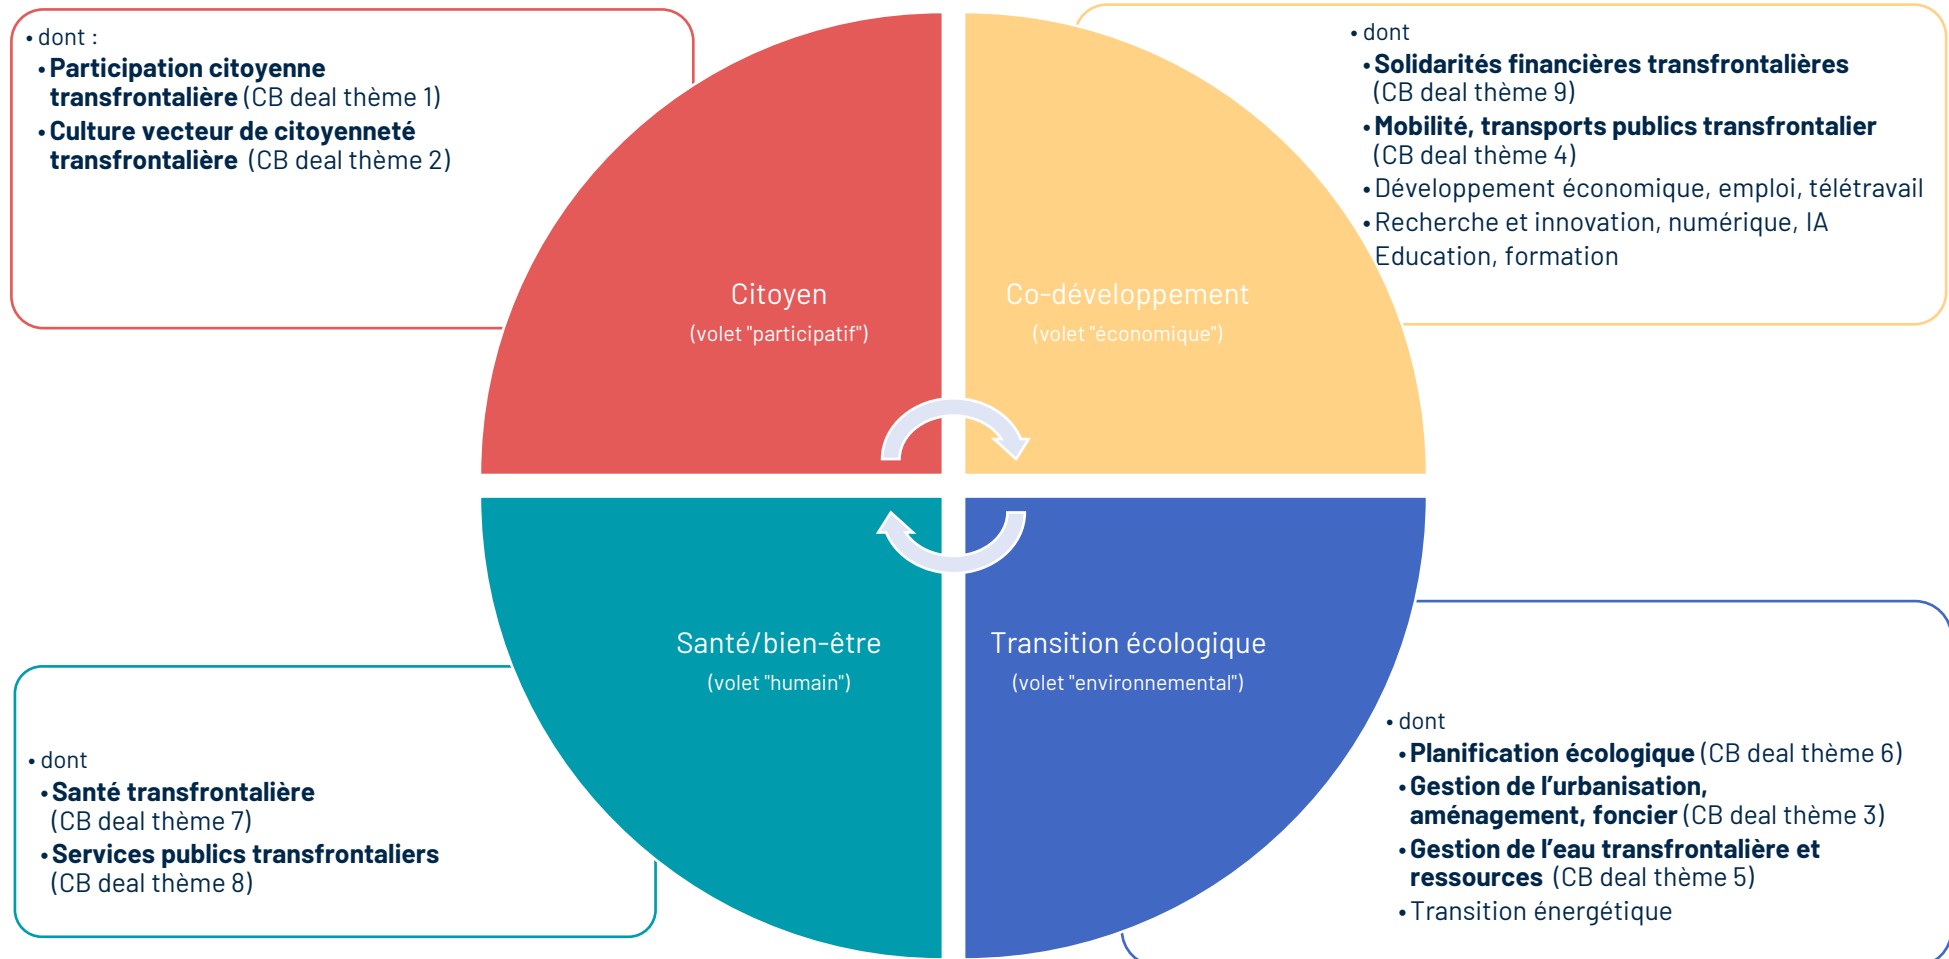 • dont :
• Participation citoyenne
transfrontalière (CB deal thème 1)
• Culture vecteur de citoyenneté
transfrontalière (CB deal thème 2)
• dont
• Solidarités financières transfrontalières
(CB deal thème 9)
• Mobilité, transports publics transfrontalier
(CB deal thème 4)
• Développement économique, emploi, télétravail
• Recherche et innovation, numérique, IA
Education, formation
Citoyen
(volet "participatif")
Co-développement
(volet "économique")
Santé/bien-être
(volet "humain")
Transition écologique
(volet "environnemental")
• dont
• Santé transfrontalière
(CB deal thème 7)
• Services publics transfrontaliers
(CB deal thème 8)
• dont
• Planification écologique (CB deal thème 6)
• Gestion de l’urbanisation,
aménagement, foncier (CB deal thème 3)
• Gestion de l’eau transfrontalière et
ressources (CB deal thème 5)
• Transition énergétique